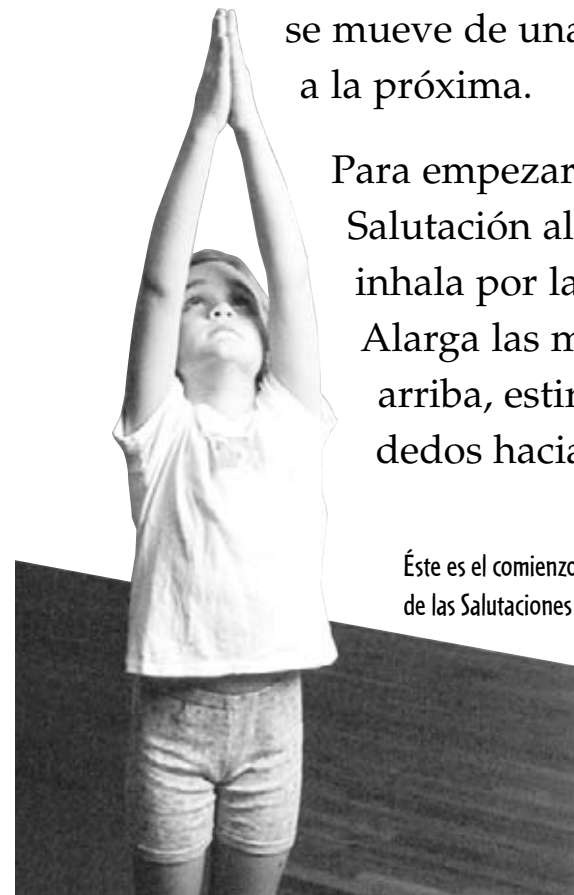 se mueve de una
a la próxima.
Para empezar
Salutación al
inhala por la
Alarga las m
arriba, estir
dedos hacia
Éste es el comienzo
de las Salutaciones